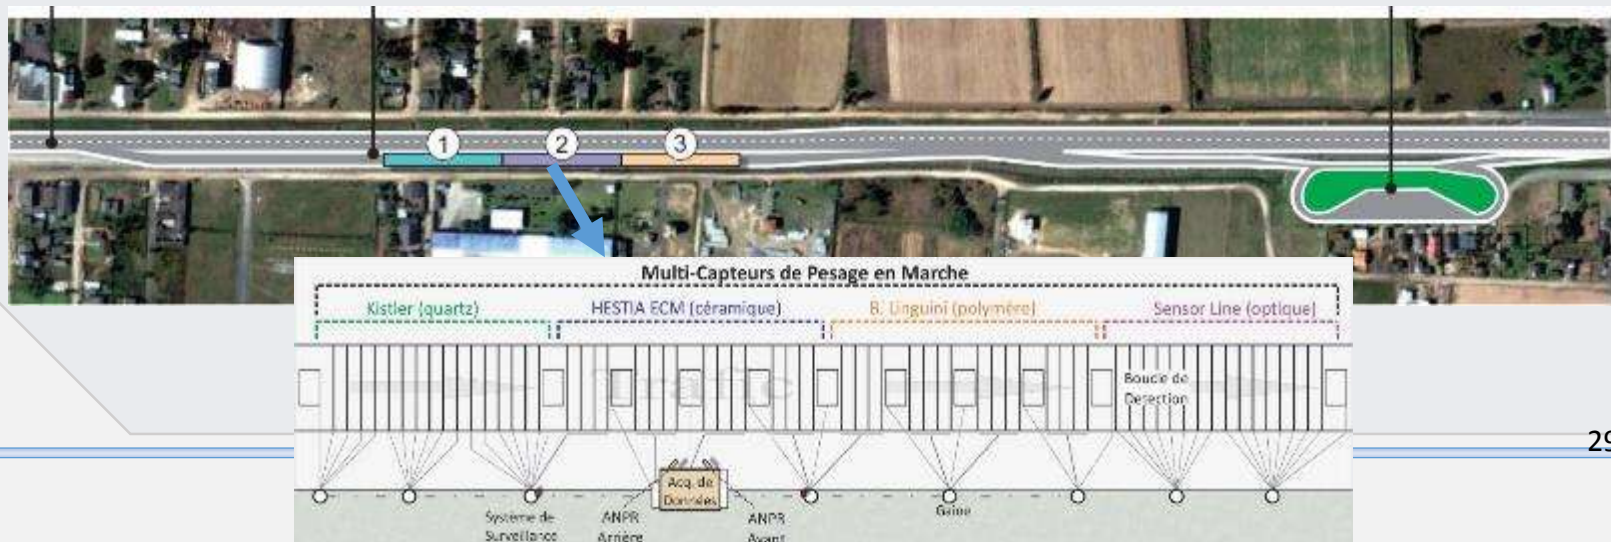 1 2 3
Multi-Capteurs de Pesage en Marche
Kistler (quartz) HESTIA ECM (céramique) B. Linguini (polymère) Sensor Line (optique)
Trafic
Boucle de
Detection
29
Acq. de
Données
Système de
Surveillance
ANPR
Arrière
ANPR
Avant
Gaine